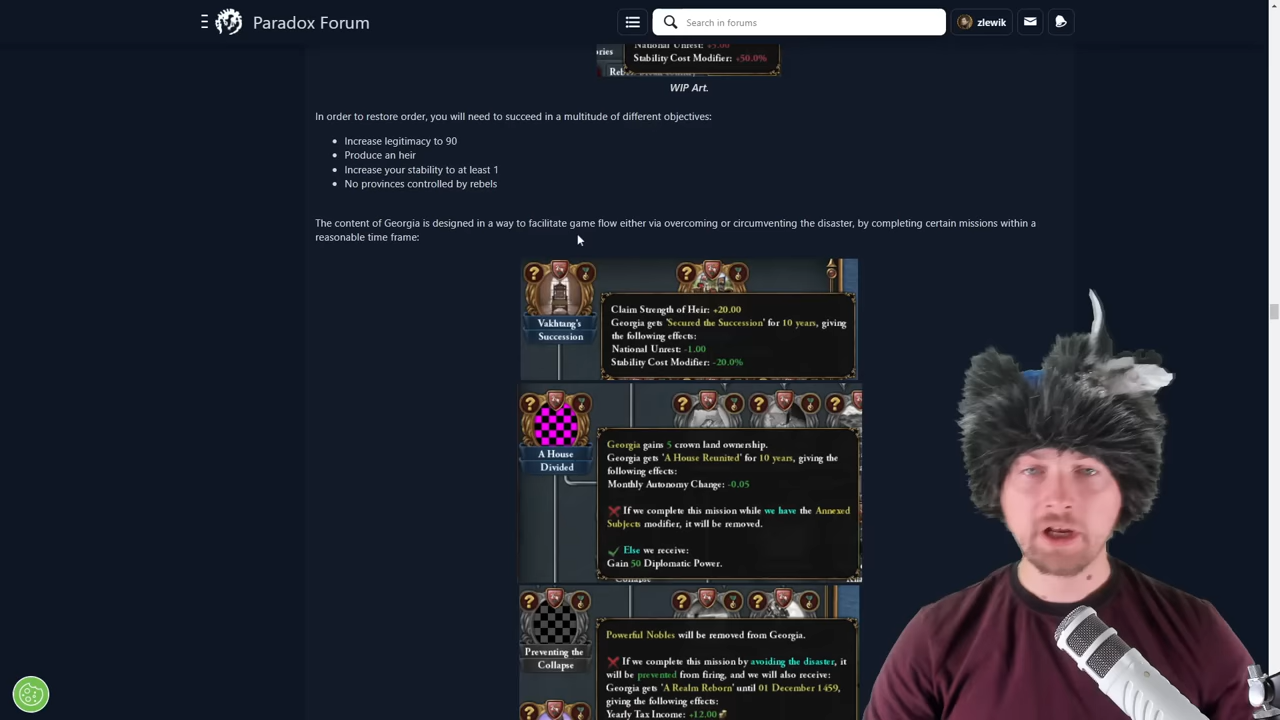 Paradox Forum
Search in forums
zlewik
ories
National Unrest: +5.00
Stability Cost Modifier: +50.0%
WIP Art.
In order to restore order, you will need to succeed in a multitude of different objectives:
Increase legitimacy to 90
Produce an heir
Increase your stability to at least 1
No provinces controlled by rebels
The content of Georgia is designed in a way to facilitate game flow either via overcoming or circumventing the disaster, by completing certain missions within a
reasonable time frame:
Vakhtang's
Succession
Claim Strength of Heir: +20.00
Georgia gets 'Secured the Succession' for 10 years, giving
the following effects:
National Unrest: -1.00
Stability Cost Modifier: -20.0%
A House
Divided
Georgia gains 5 crown land ownership.
Georgia gets 'A House Reunited' for 10 years, giving the
following effects:
Monthly Autonomy Change: -0.05
If we complete this mission while we have the Annexed
Subjects modifier, it will be removed.
Else we receive:
Gain 50 Diplomatic Power.
Preventing the
Collapse
Powerful Nobles will be removed from Georgia.
If we complete this mission by avoiding the disaster, it
will be prevented from firing, and we will also receive:
Georgia gets 'A Realm Reborn' until 01 December 1459,
giving the following effects:
Yearly Tax Income: +12.00